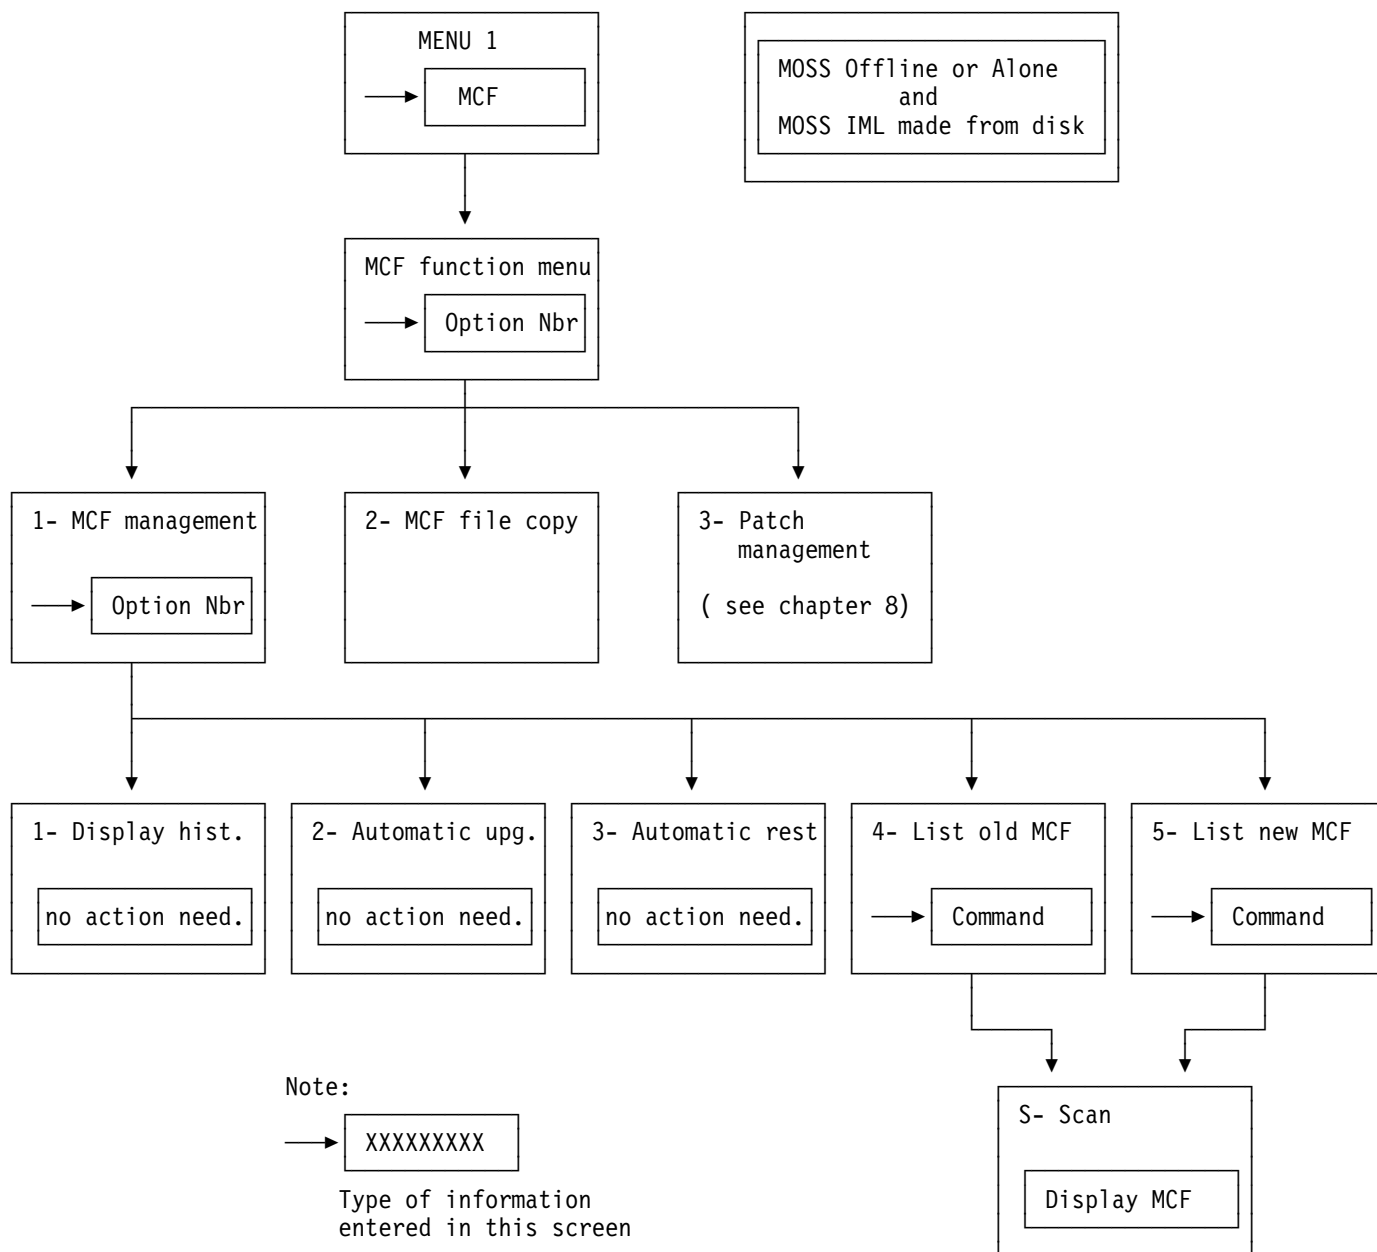 MENU 1
MCF
MOSS Offline or Alone
and
MOSS IML made from disk
MCF function menu
Option Nbr
1- MCF management
Option Nbr
2- MCF file copy
3- Patch
management
( see chapter 8)
1- Display hist.
no action need.
2- Automatic upg.
no action need.
3- Automatic rest
no action need.
4- List old MCF
Command
5- List new MCF
Command
S- Scan
Display MCF
Note:
XXXXXXXXX
Type of information
entered in this screen